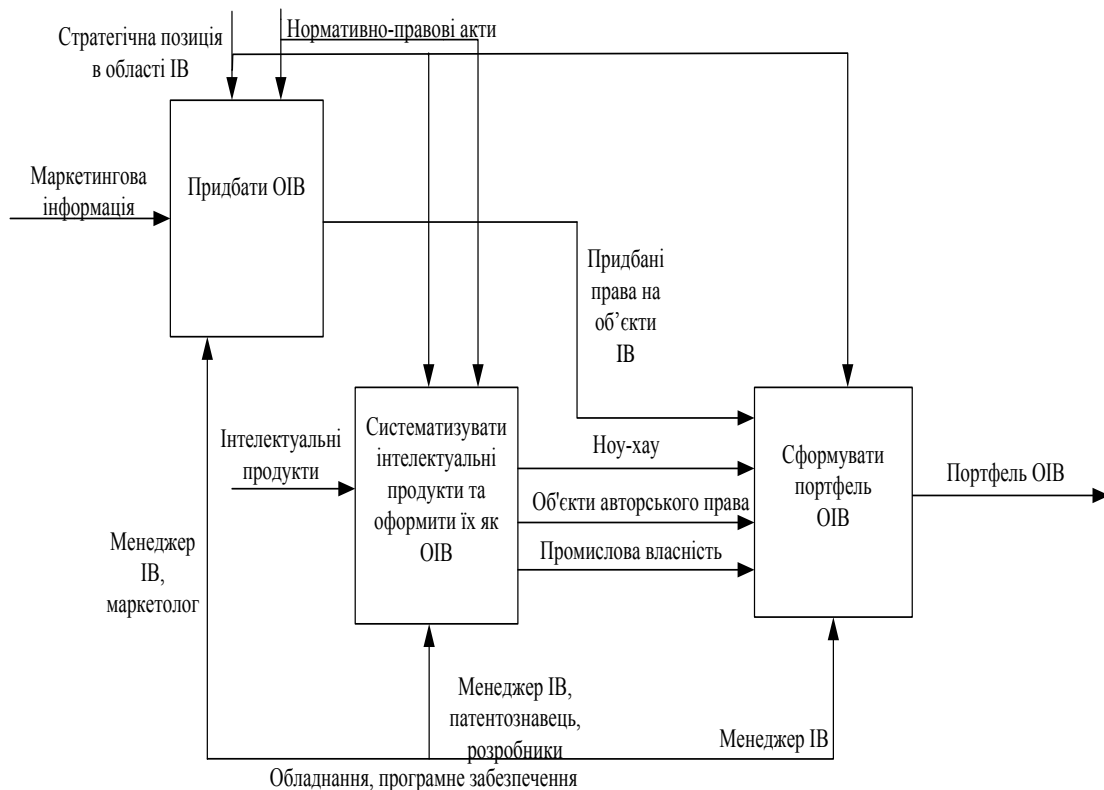 Стратегічна позиція
в області ІВ
Нормативно-правові акти
Маркетингова
інформація
Придбати ОІВ
Придбані
права на
об’єкти
ІВ
Інтелектуальні
продукти
Систематизувати
інтелектуальні
продукти та
оформити їх як
ОІВ
Ноу-хау
Об'єкти авторського права
Промислова власність
Сформувати
портфель
ОІВ
Портфель ОІВ
Менеджер
ІВ,
маркетолог
Менеджер ІВ,
патентознавець,
розробники
Менеджер ІВ
Обладнання, програмне забезпечення